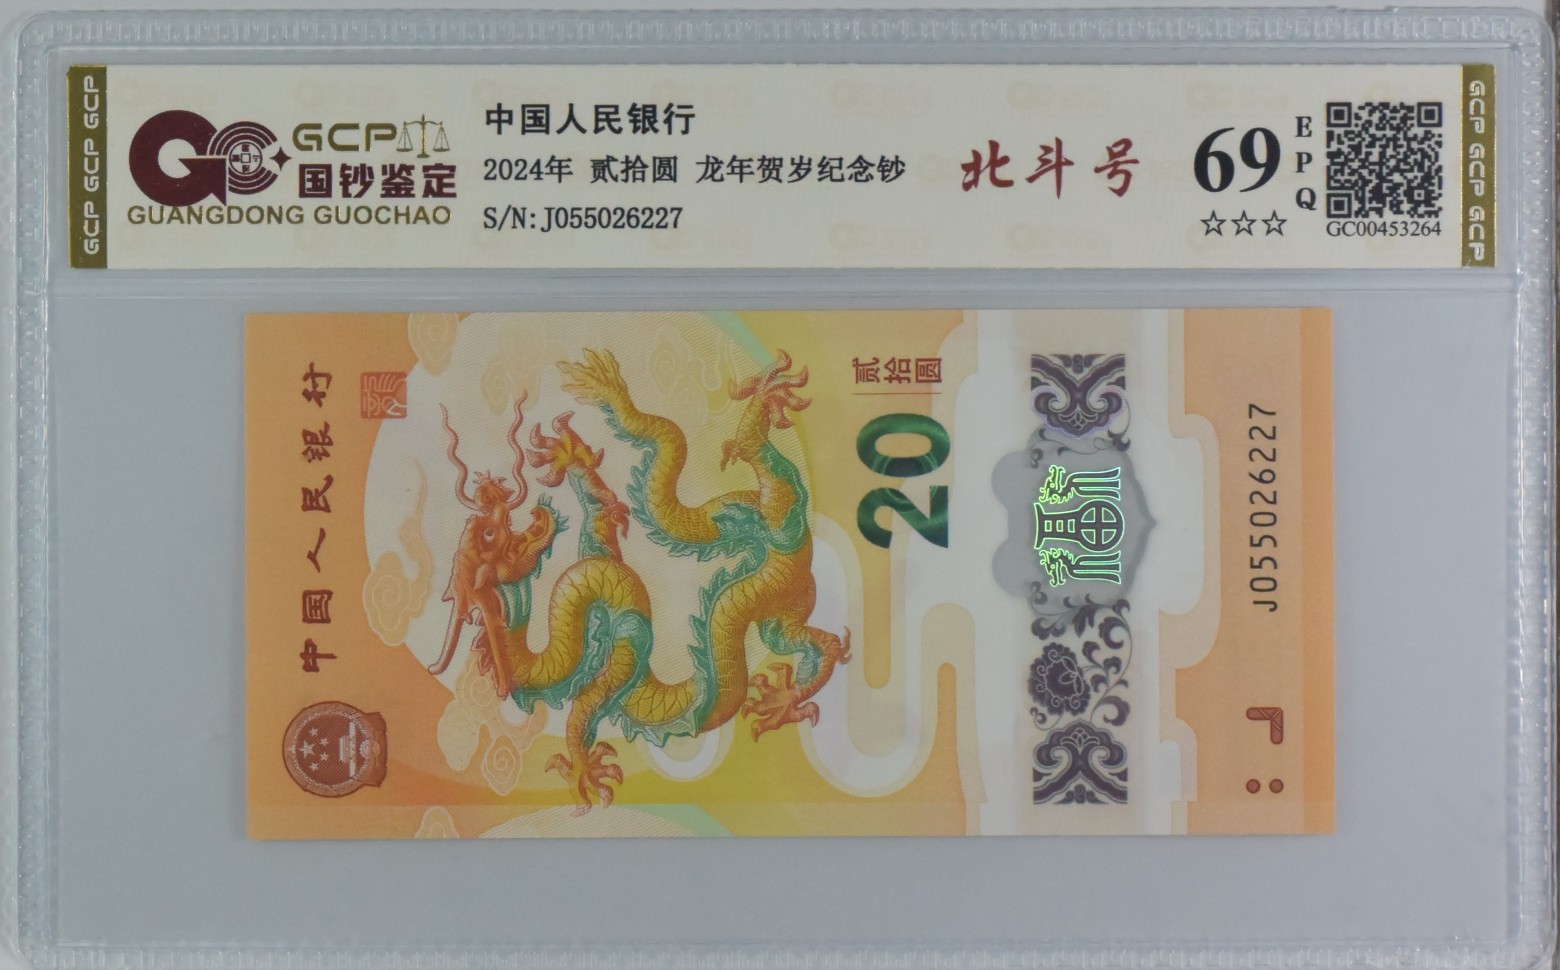 GCP GCP GCP
GCP
国钞鉴定
GUANGDONG GUOCHAO
中国人民银行
2024年 贰拾圆 龙年贺岁纪念钞
S/N:J055026227
北斗号
69
EPQ
☆☆☆
GC00453264
GCP GCP GCP
中国人民银行
贰拾圆
20
J055026227